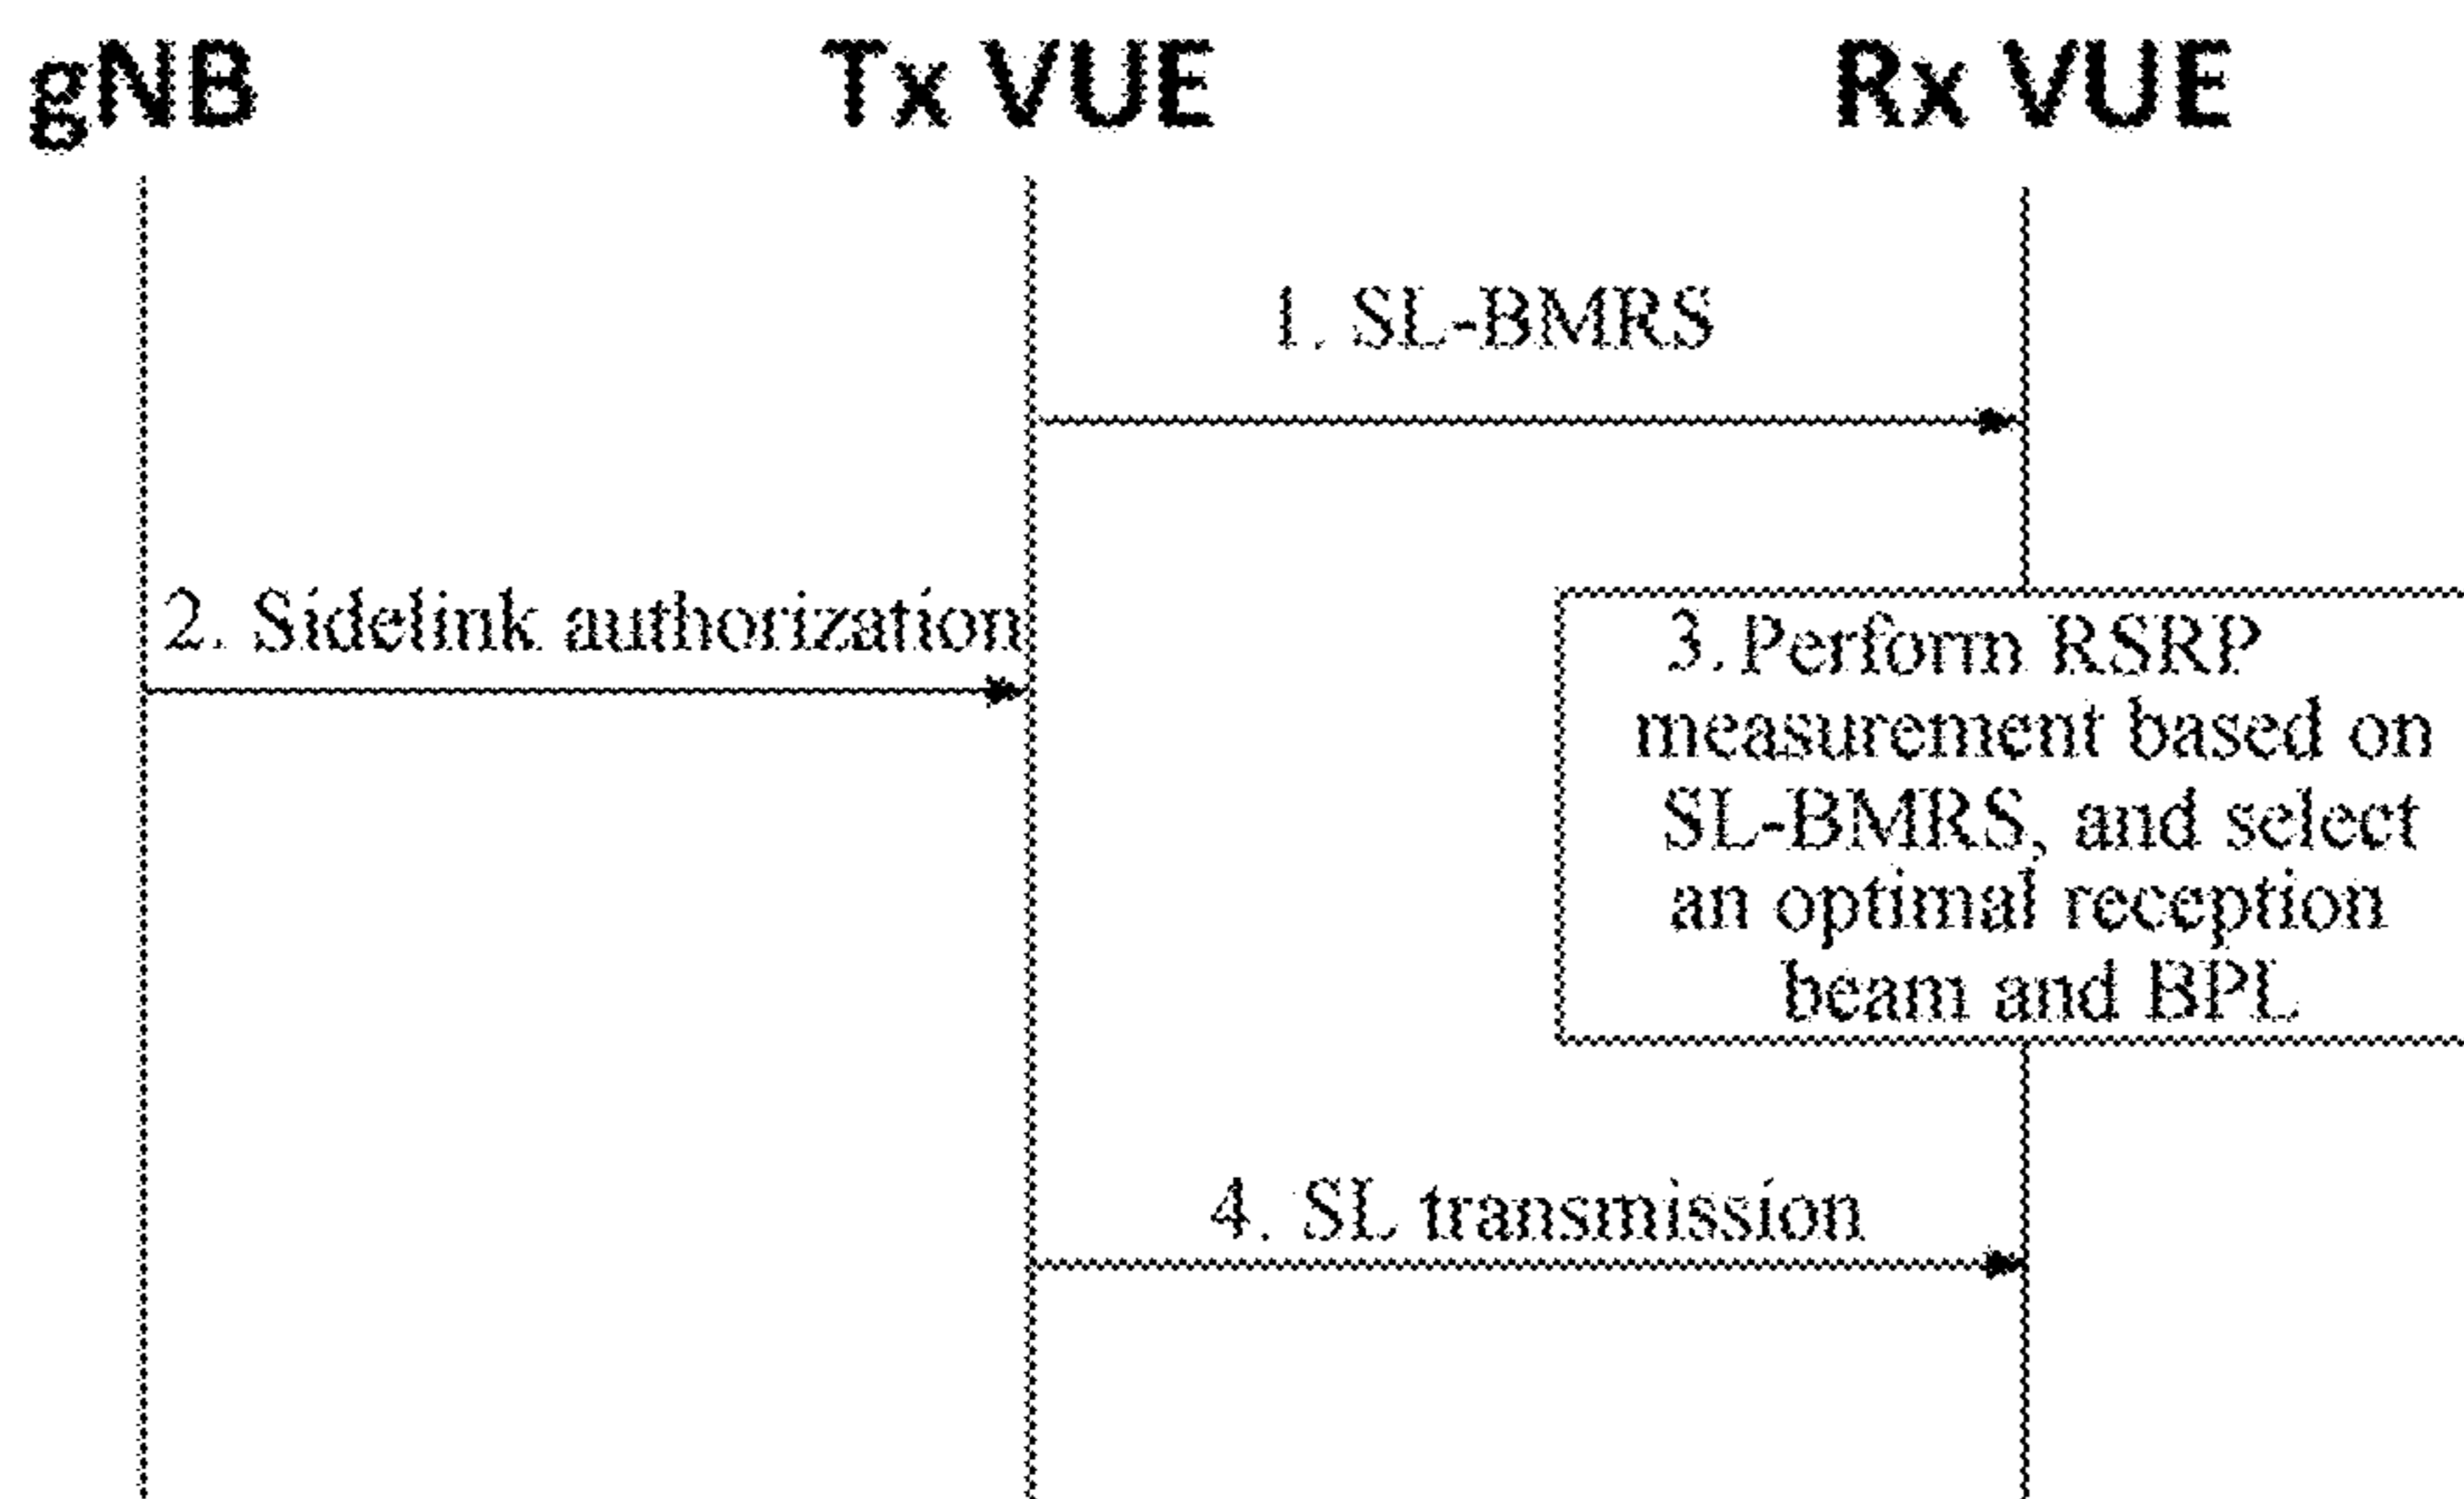 gNB
Tx VUE
Rx VUE
1. SL-BMRS
2. Sidelink authorization
3. Perform RSRP
measurement based on
SL-BMRS, and select
an optimal reception
beam and BPL
4. SL transmission